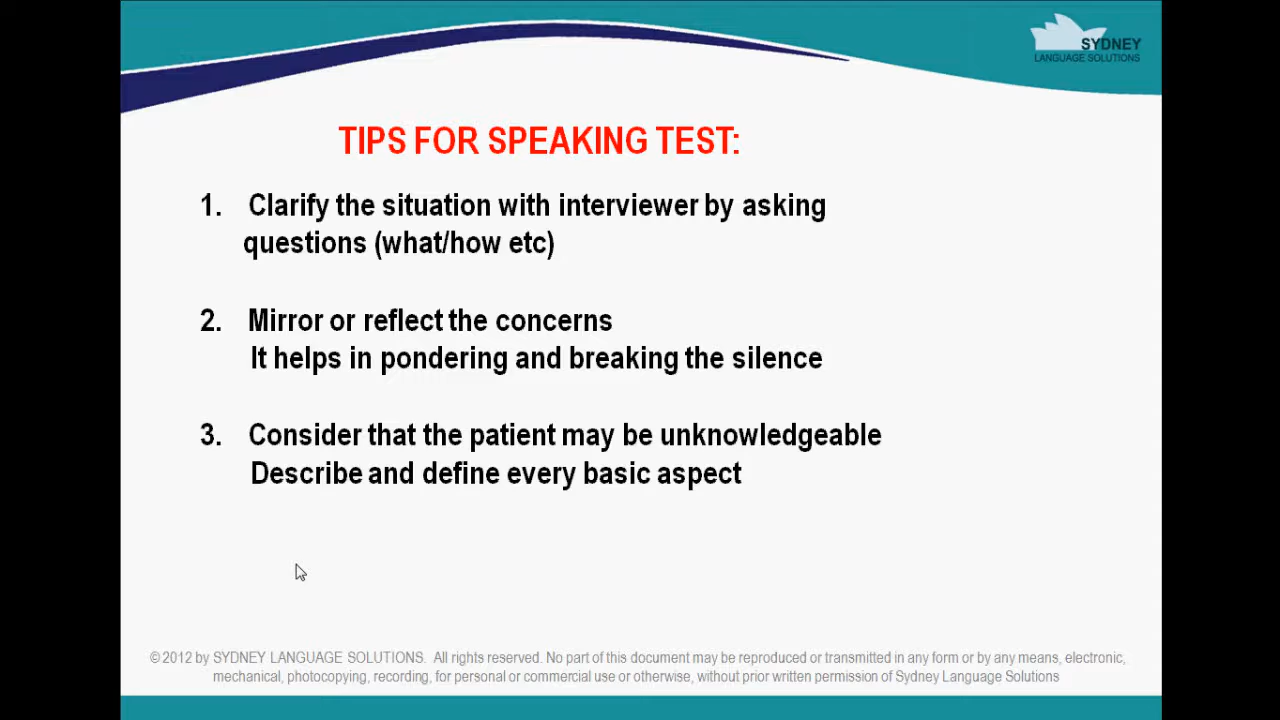 SYDNEY
LANGUAGE SOLUTIONS
TIPS FOR SPEAKING TEST:
1. Clarify the situation with interviewer by asking
questions (what/how etc)
2. Mirror or reflect the concerns
It helps in pondering and breaking the silence
3. Consider that the patient may be unknowledgeable
Describe and define every basic aspect
© 2012 by SYDNEY LANGUAGE SOLUTIONS. All rights reserved. No part of this document may be reproduced or transmitted in any form or by any means, electronic,
mechanical, photocopying, recording, for personal or commercial use or otherwise, without prior written permission of Sydney Language Solutions